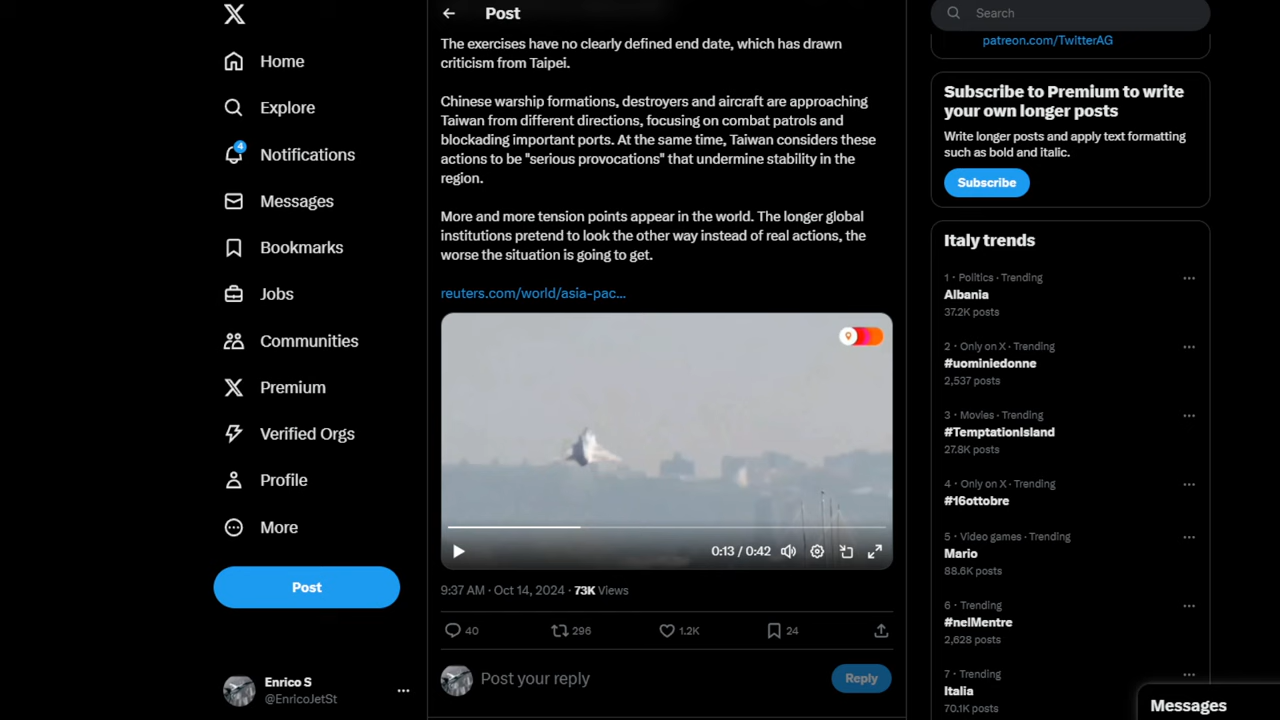 Home
Explore
4
Notifications
Messages
Bookmarks
Jobs
Communities
Premium
Verified Orgs
Profile
More
Post
Enrico S
@EnricoJetSt
Post
The exercises have no clearly defined end date, which has drawn
criticism from Taipei.
Chinese warship formations, destroyers and aircraft are approaching
Taiwan from different directions, focusing on combat patrols and
blockading important ports. At the same time, Taiwan considers these
actions to be "serious provocations" that undermine stability in the
region.
More and more tension points appear in the world. The longer global
institutions pretend to look the other way instead of real actions, the
worse the situation is going to get.
reuters.com/world/asia-pac...
0:13 / 0:42
9:37 AM · Oct 14, 2024 · 73K Views
40
296
1.2K
24
Post your reply
Reply
Search
patreon.com/TwitterAG
Subscribe to Premium to write
your own longer posts
Write longer posts and apply text formatting
such as bold and italic.
Subscribe
Italy trends
1 · Politics · Trending
Albania
37.2K posts
2 · Only on X · Trending
#uominiedonne
2,537 posts
3 · Movies · Trending
#TemptationIsland
27.8K posts
4 · Only on X · Trending
#16ottobre
5 · Video games · Trending
Mario
88.6K posts
6 · Trending
#nelMentre
2,628 posts
7 · Trending
Italia
70.1K posts
Messages